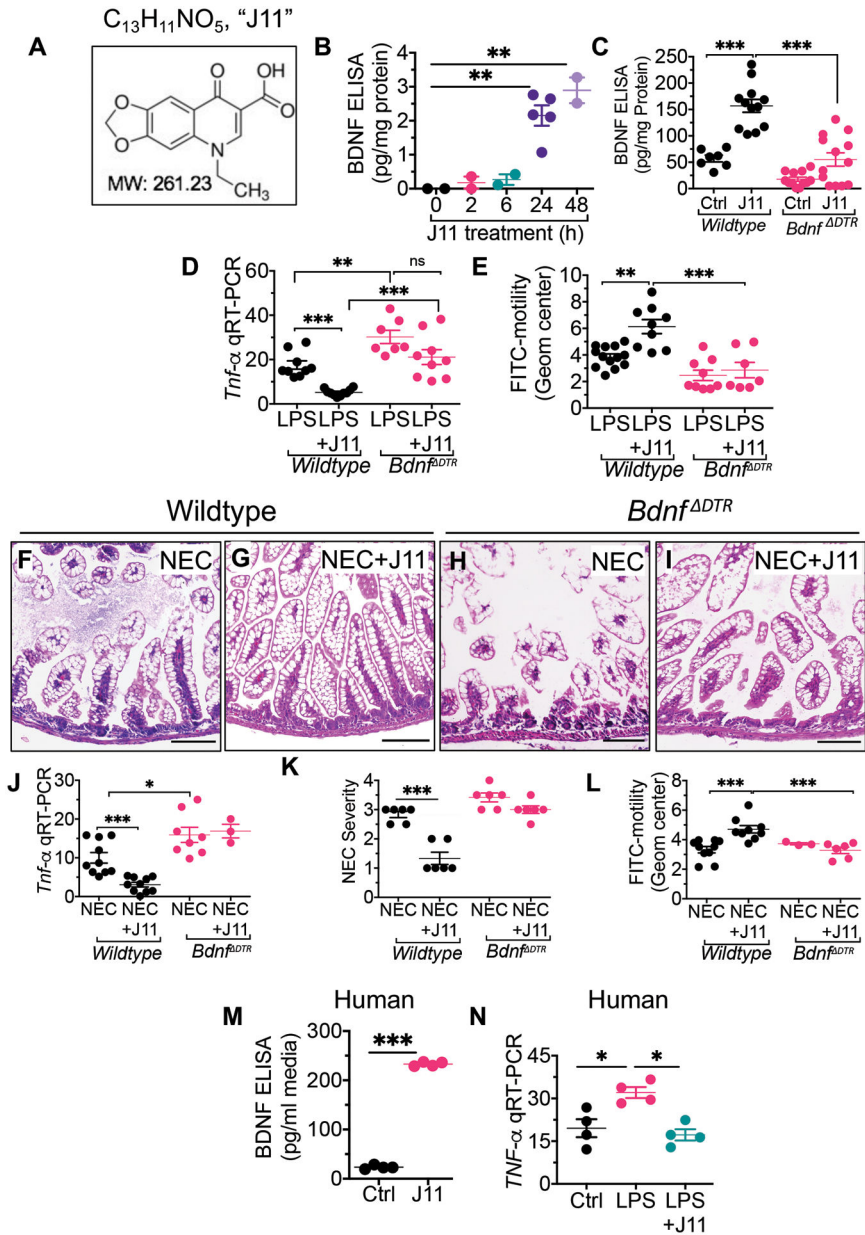 C13H11NO5, “J11”
A
O
OH
O
O
O
N
CH3
MW: 261.23
B
BDNF ELISA
(pg/mg protein)
4
3
2
1
0
**
**
0 2 6 24 48
J11 treatment (h)
C
BDNF ELISA
(pg/mg Protein)
250
200
150
100
50
0
*** ***
Ctrl J11 Ctrl J11
Wildtype Bdnf ΔDTR
D
Tnf-α qRT-PCR
60
40
20
0
** ns
*** ***
LPS LPS LPS LPS
+J11 +J11
Wildtype BdnfΔDTR
E
FITC-motility
(Geom center)
10
8
6
4
2
0
** ***
LPS LPS LPS LPS
+J11 +J11
Wildtype BdnfΔDTR
Wildtype Bdnf ΔDTR
F NEC
G NEC+J11
H NEC
I NEC+J11
J
Tnf-α qRT-PCR
30
20
10
0
*
***
NEC NEC NEC NEC
+J11 +J11
Wildtype BdnfΔDTR
K
NEC Severity
4
3
2
1
0
***
NEC NEC NEC NEC
+J11 +J11
Wildtype BdnfΔDTR
L
FITC-motility
(Geom center)
8
6
4
2
0
*** ***
NEC NEC NEC NEC
+J11 +J11
Wildtype BdnfΔDTR
M
Human
BDNF ELISA
(pg/ml media)
300
200
100
0
***
Ctrl J11
N
Human
TNF-α qRT-PCR
45
30
15
0
* *
Ctrl LPS LPS
+J11